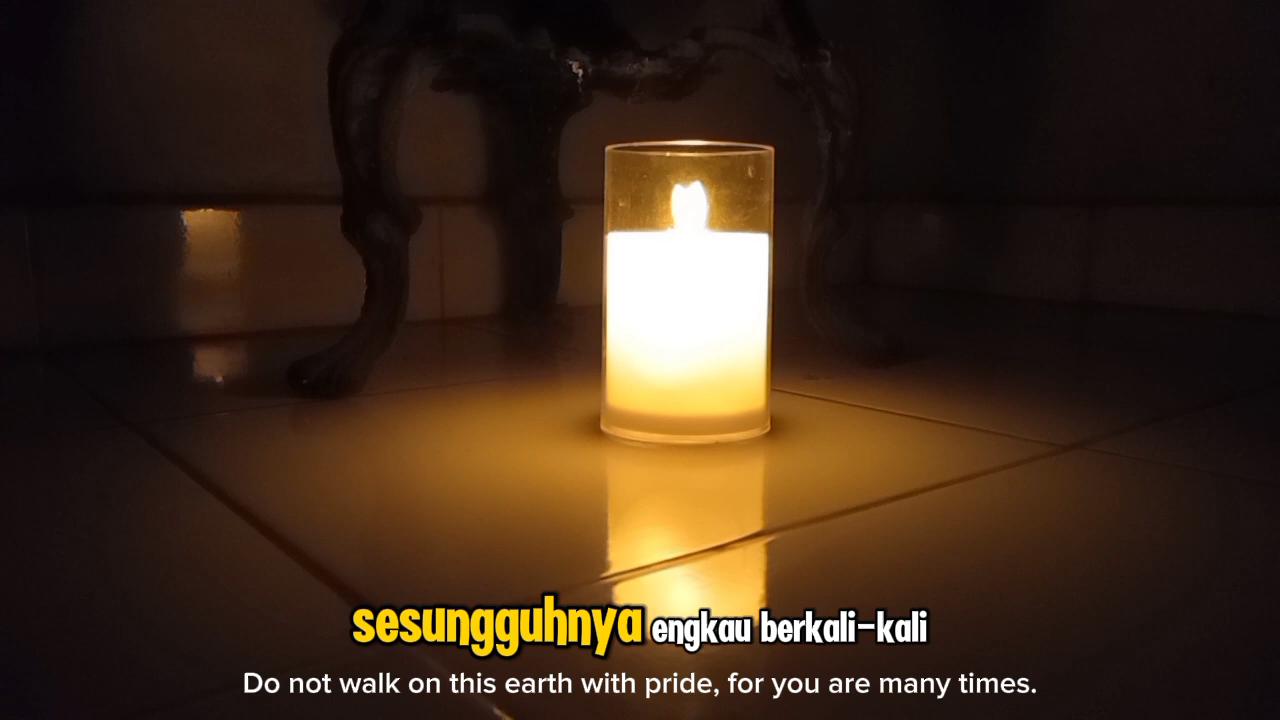 sesungguhnya engkau berkali-kali
Do not walk on this earth with pride, for you are many times.